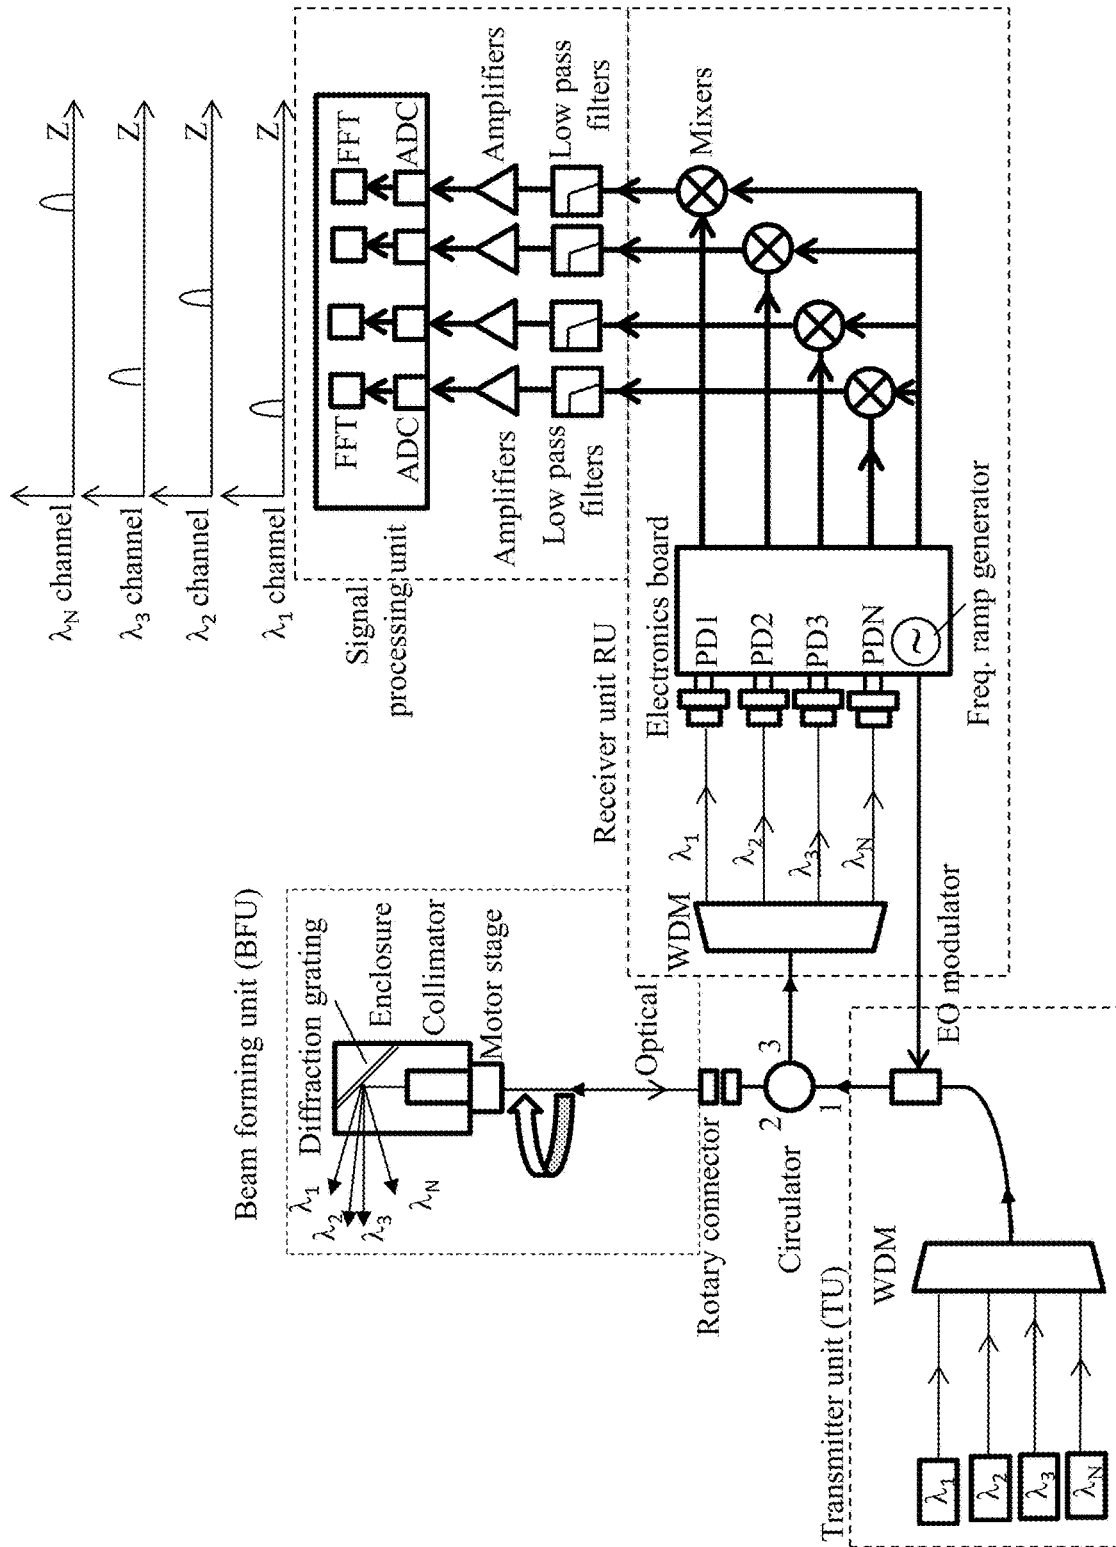 Transmitter unit (TU)
λ1
λ2
λ3
λN
WDM
EO modulator
Circulator
1
2
3
Rotary connector
Optical
Beam forming unit (BFU)
Diffraction grating
Enclosure
Collimator
Motor stage
λ1
λ2
λ3
λN
Receiver unit RU
WDM
λ1
λ2
λ3
λN
Electronics board
PD1
PD2
PD3
PDN
Freq. ramp generator
Mixers
Signal
processing unit
Low pass
filters
Low pass
filters
Amplifiers
Amplifiers
ADC
ADC
FFT
FFT
λN channel
Z
λ3 channel
Z
λ2 channel
Z
λ1 channel
Z